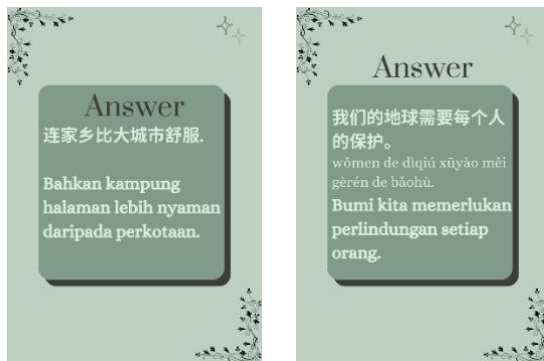 Answer
连家乡比大城市舒服.
Bahkan kampung
halaman lebih nyaman
daripada perkotaan.
Answer
我们的地球需要每个人
的保护。
wǒmen de dìqiú xūyào měi
gèrén de bǎohù.
Bumi kita memerlukan
perlindungan setiap
orang.